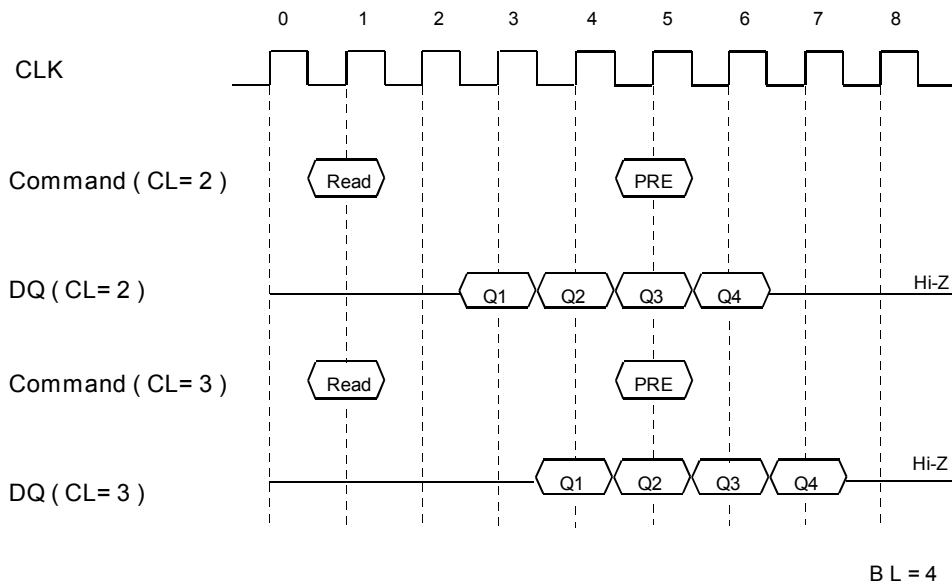 0 1 2 3 4 5 6 7 8
CLK
Command ( CL= 2 ) Read PRE
DQ ( CL= 2 ) Q1 Q2 Q3 Q4 Hi-Z
Command ( CL= 3 ) Read PRE
DQ ( CL= 3 ) Q1 Q2 Q3 Q4 Hi-Z
B L = 4